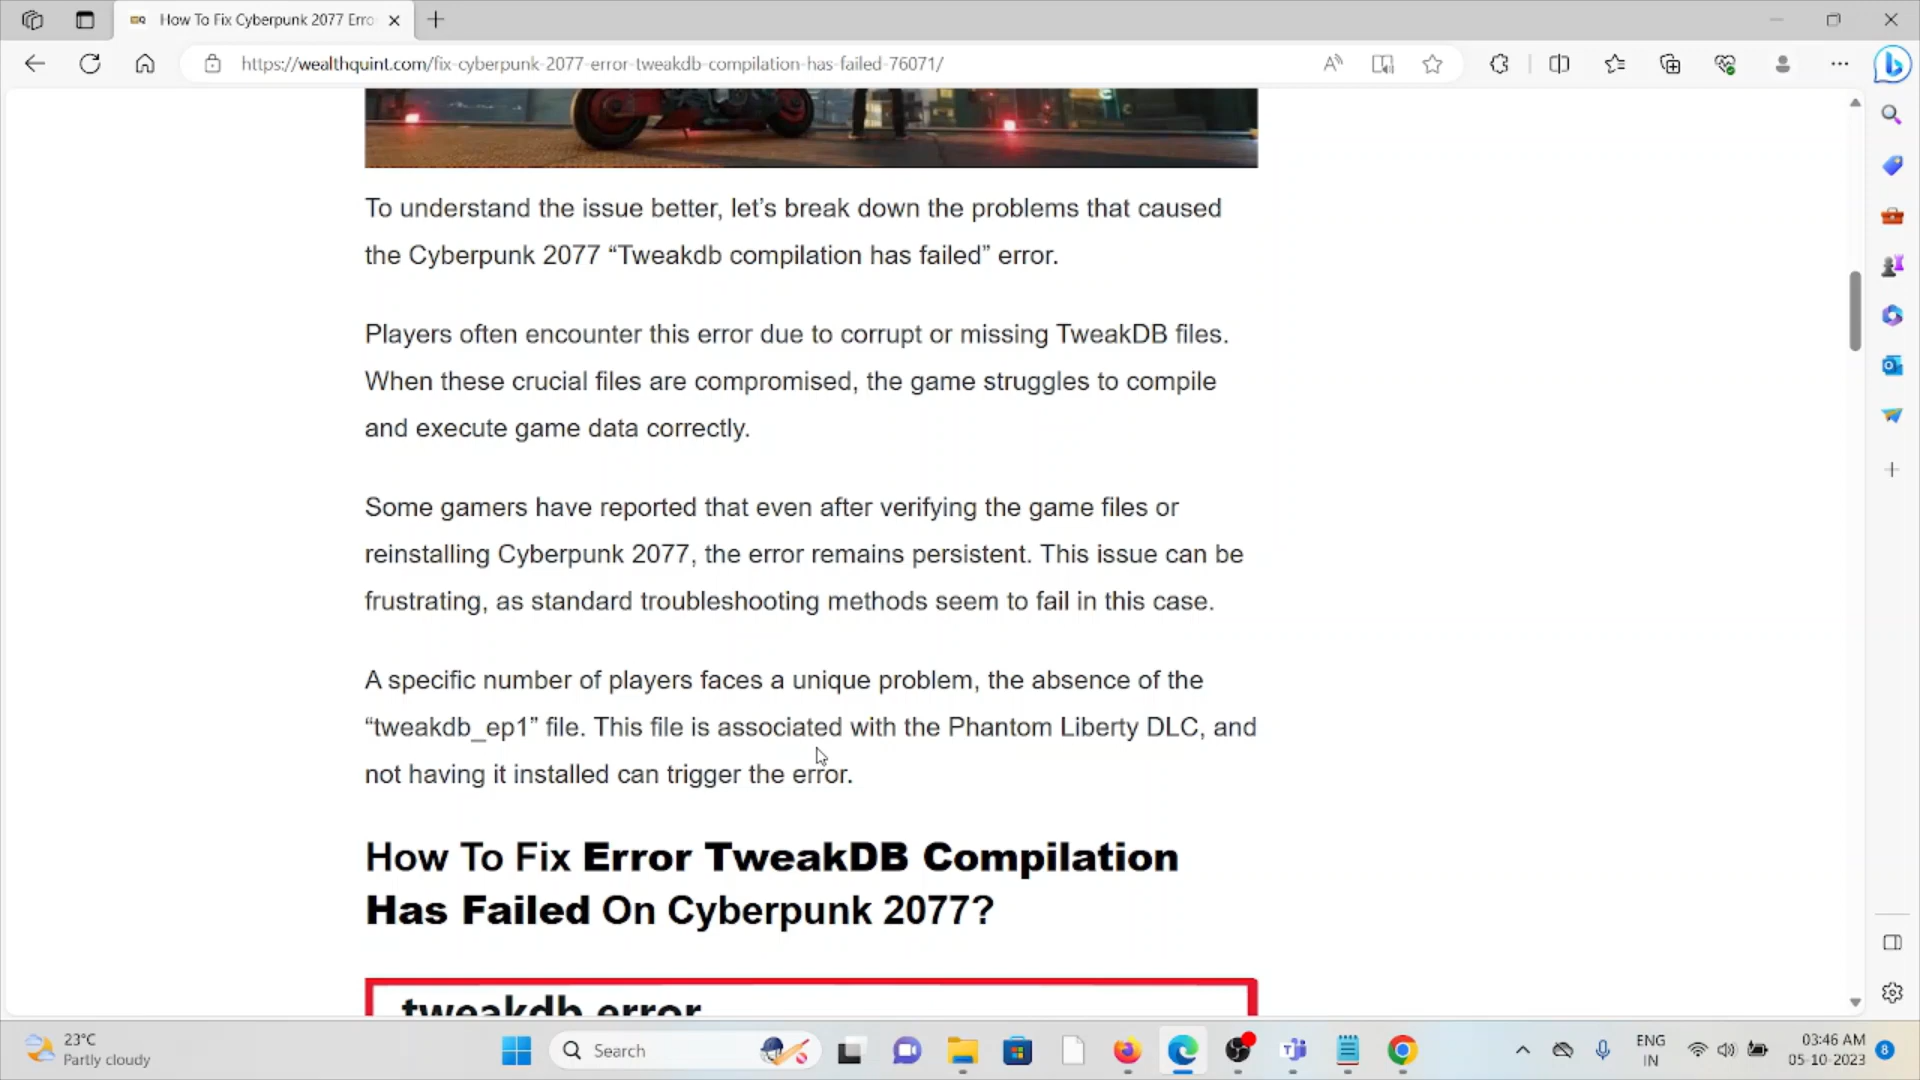 How To Fix Cyberpunk 2077 Erro
https://wealthquint.com/fix-cyberpunk-2077-error-tweakdb-compilation-has-failed-76071/
To understand the issue better, let’s break down the problems that caused
the Cyberpunk 2077 “Tweakdb compilation has failed” error.
Players often encounter this error due to corrupt or missing TweakDB files.
When these crucial files are compromised, the game struggles to compile
and execute game data correctly.
Some gamers have reported that even after verifying the game files or
reinstalling Cyberpunk 2077, the error remains persistent. This issue can be
frustrating, as standard troubleshooting methods seem to fail in this case.
A specific number of players faces a unique problem, the absence of the
“tweakdb_ep1” file. This file is associated with the Phantom Liberty DLC, and
not having it installed can trigger the error.
How To Fix Error TweakDB Compilation
Has Failed On Cyberpunk 2077?
tweakdb error
23°C
Partly cloudy
Search
ENG
IN
03:46 AM
05-10-2023
8